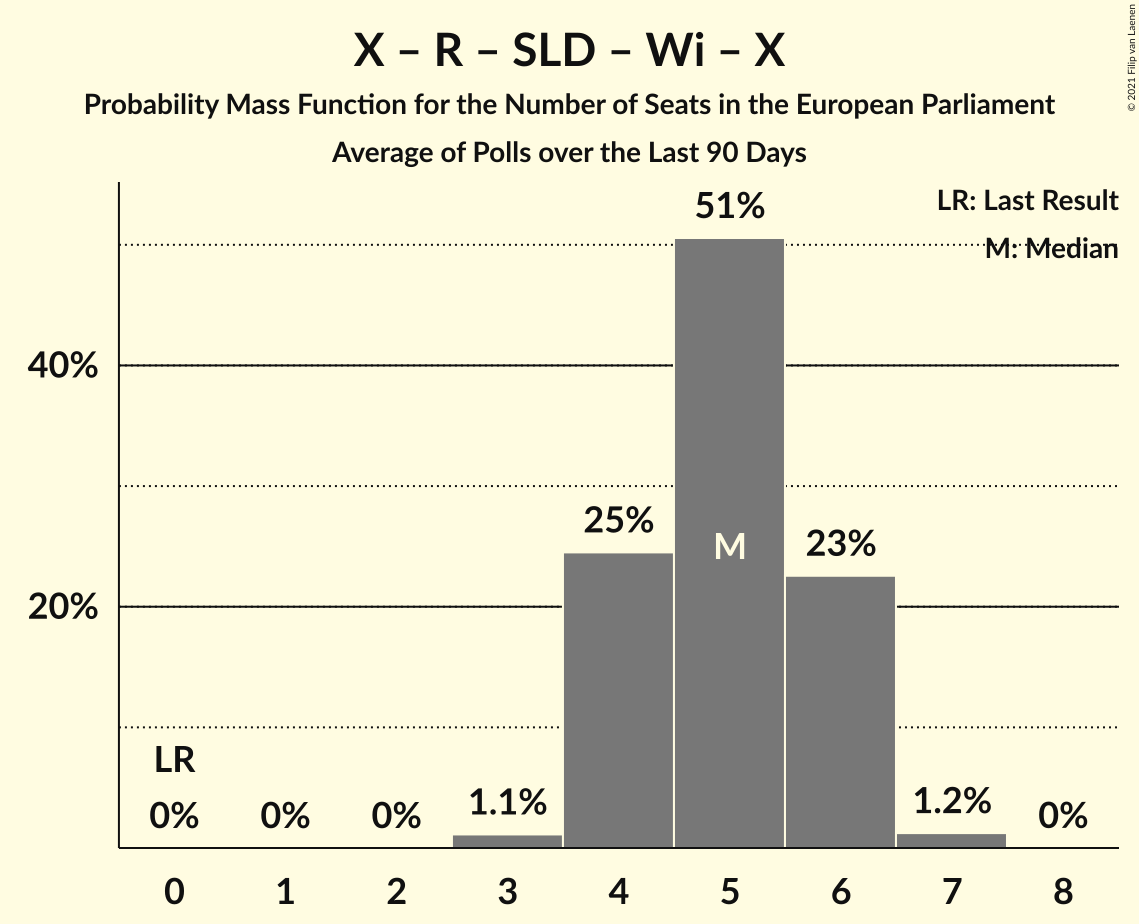 X – R – SLD – Wi – X
Probability Mass Function for the Number of Seats in the European Parliament
Average of Polls over the Last 90 Days
© 2021 Filip van Laenen
LR: Last Result
M: Median
51%
40%
25%
M
23%
20%
LR
0%
0%
0%
1.1%
1.2%
0%
0
1
2
3
4
5
6
7
8